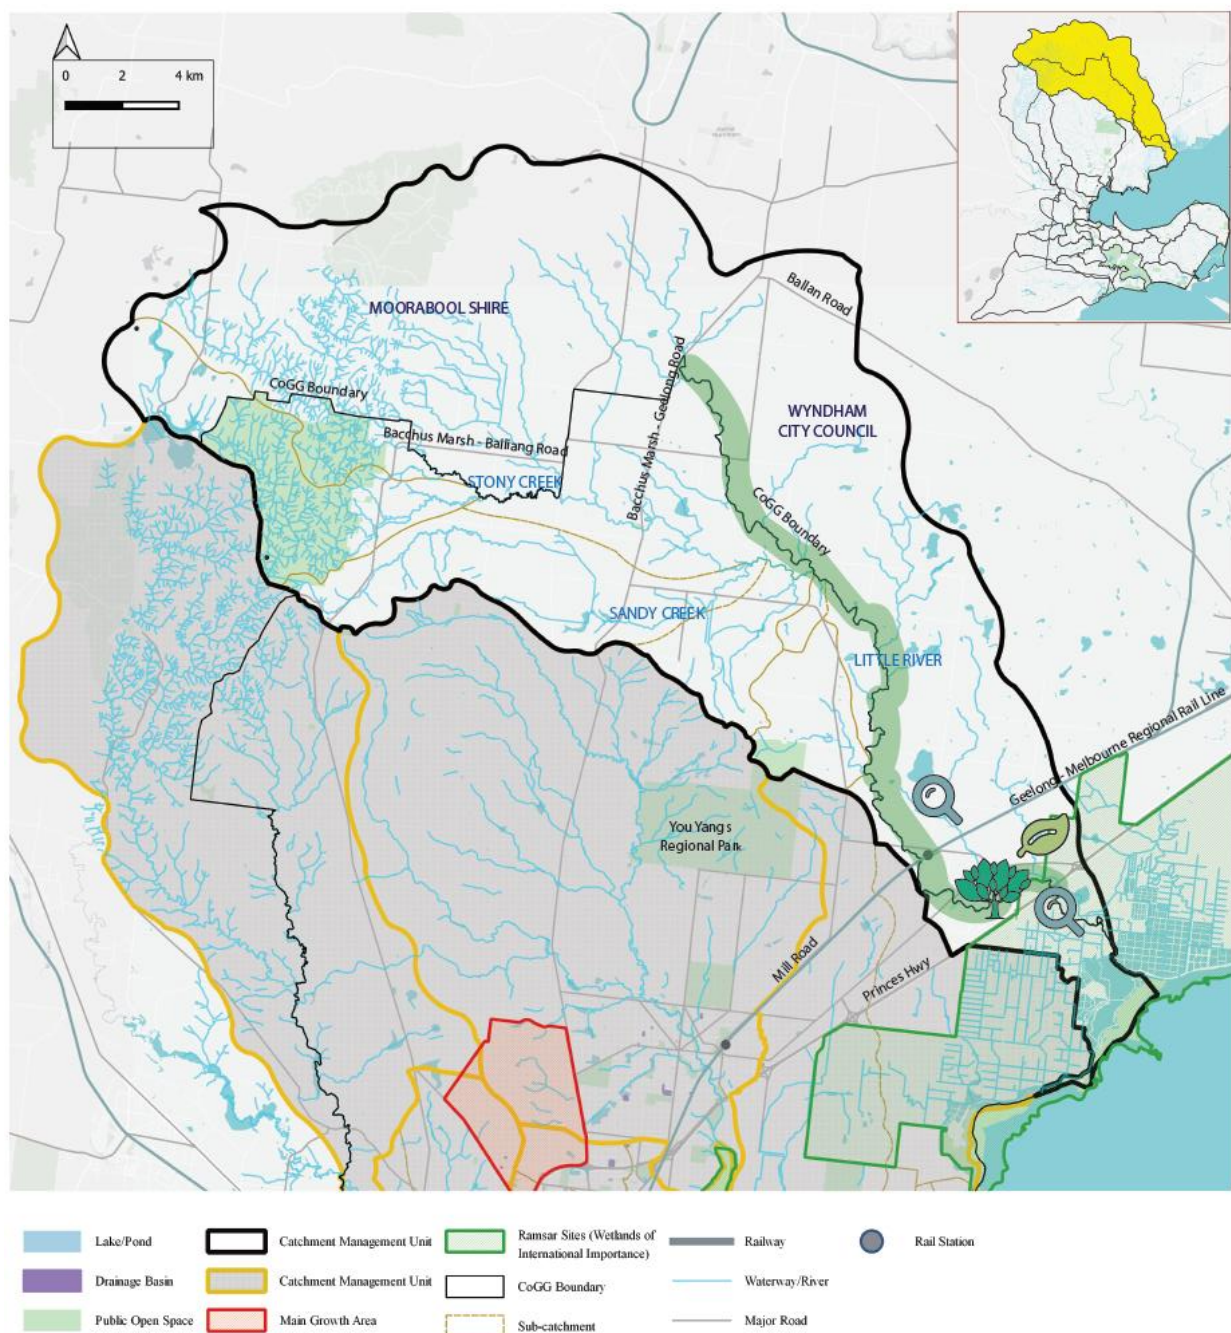 0 2 4 km
Ballan Road
MOORABOOL SHIRE
Bacchus Marsh - Geelong Road
CoGG Boundary
WYNDHAM
CITY COUNCIL
Bacchus Marsh - Balliang Road
STONY CREEK
CoGG Boundary
SANDY CREEK
LITTLE RIVER
Geelong - Melbourne Regional Rail Line
You Yangs
Regional Park
Mill Road
Princes Hwy
Lake/Pond
Catchment Management Unit
Ramsar Sites (Wetlands of
International Importance)
Railway
Rail Station
Drainage Basin
Catchment Management Unit
CoGG Boundary
Waterway/River
Public Open Space
Main Growth Area
Sub-catchment
Major Road